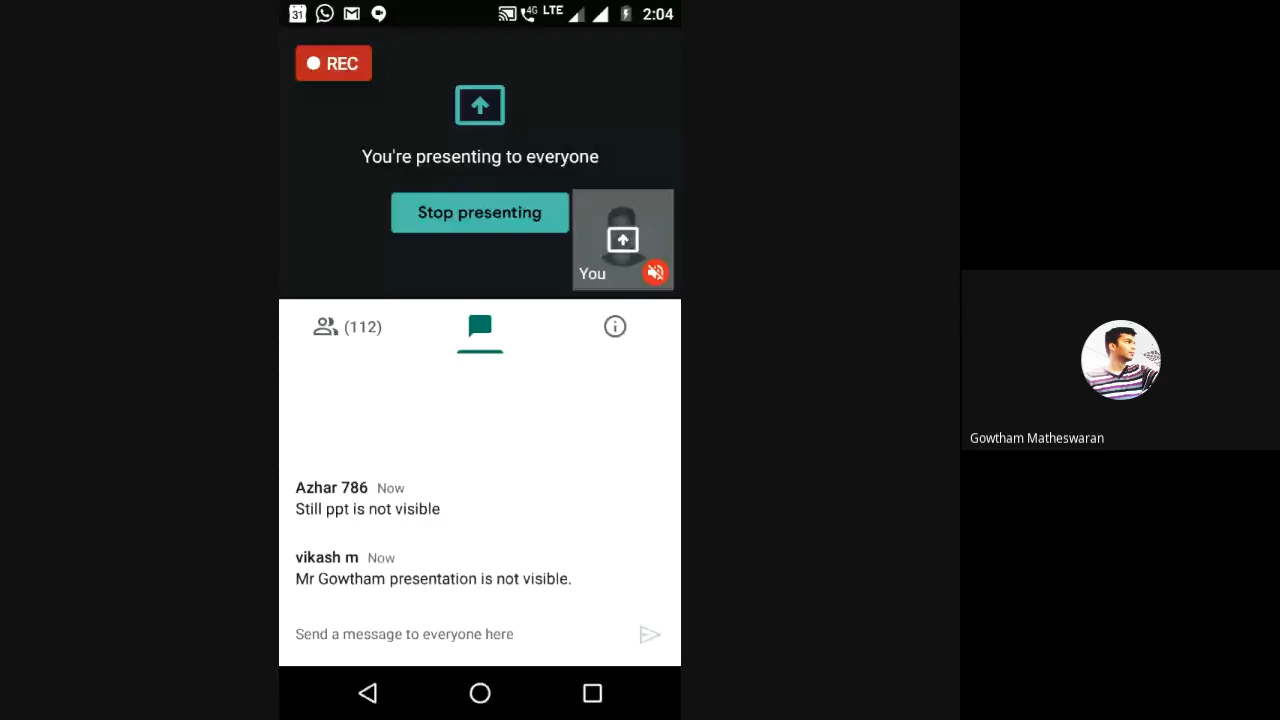 31
4G LTE 2:04
REC
You're presenting to everyone
Stop presenting
You
(112)
Azhar 786 Now
Still ppt is not visible
vikash m Now
Mr Gowtham presentation is not visible.
Send a message to everyone here
Gowtham Matheswaran